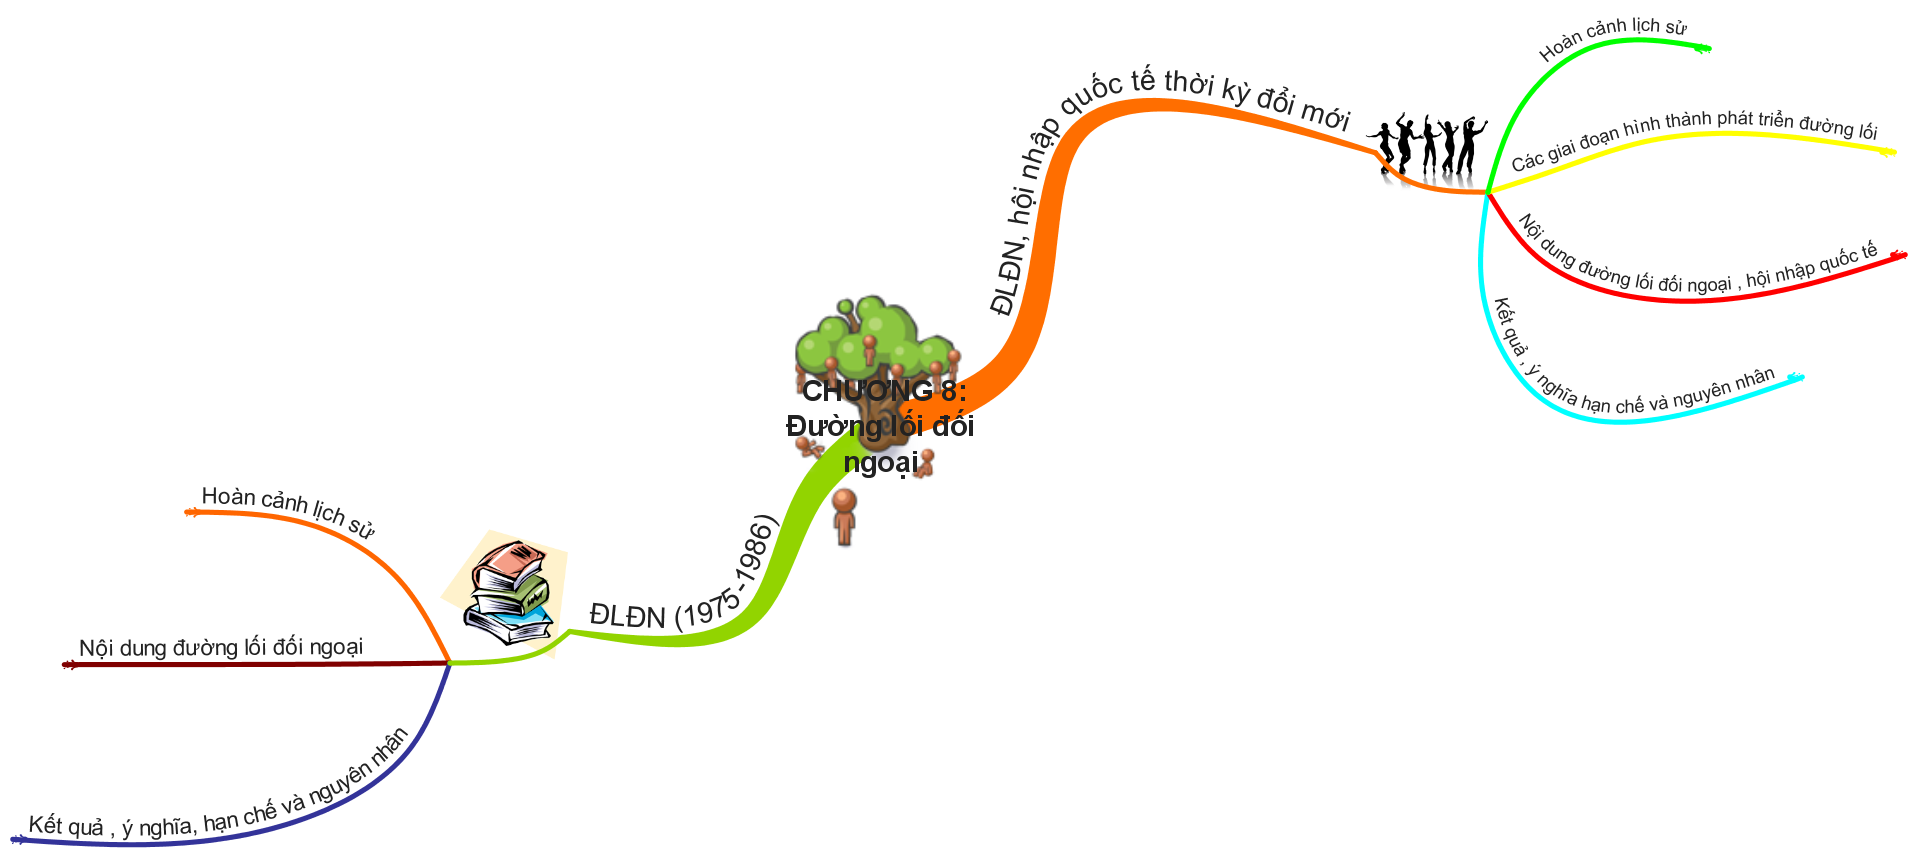 CHƯƠNG 8:
Đường lối đối
ngoại
ĐLĐN, hội nhập quốc tế thời kỳ đổi mới
Hoàn cảnh lịch sử
Các giai đoạn hình thành phát triển đường lối
Nội dung đường lối đối ngoại , hội nhập quốc tế
Kết quả , ý nghĩa hạn chế và nguyên nhân
ĐLĐN (1975-1986)
Hoàn cảnh lịch sử
Nội dung đường lối đối ngoại
Kết quả , ý nghĩa, hạn chế và nguyên nhân